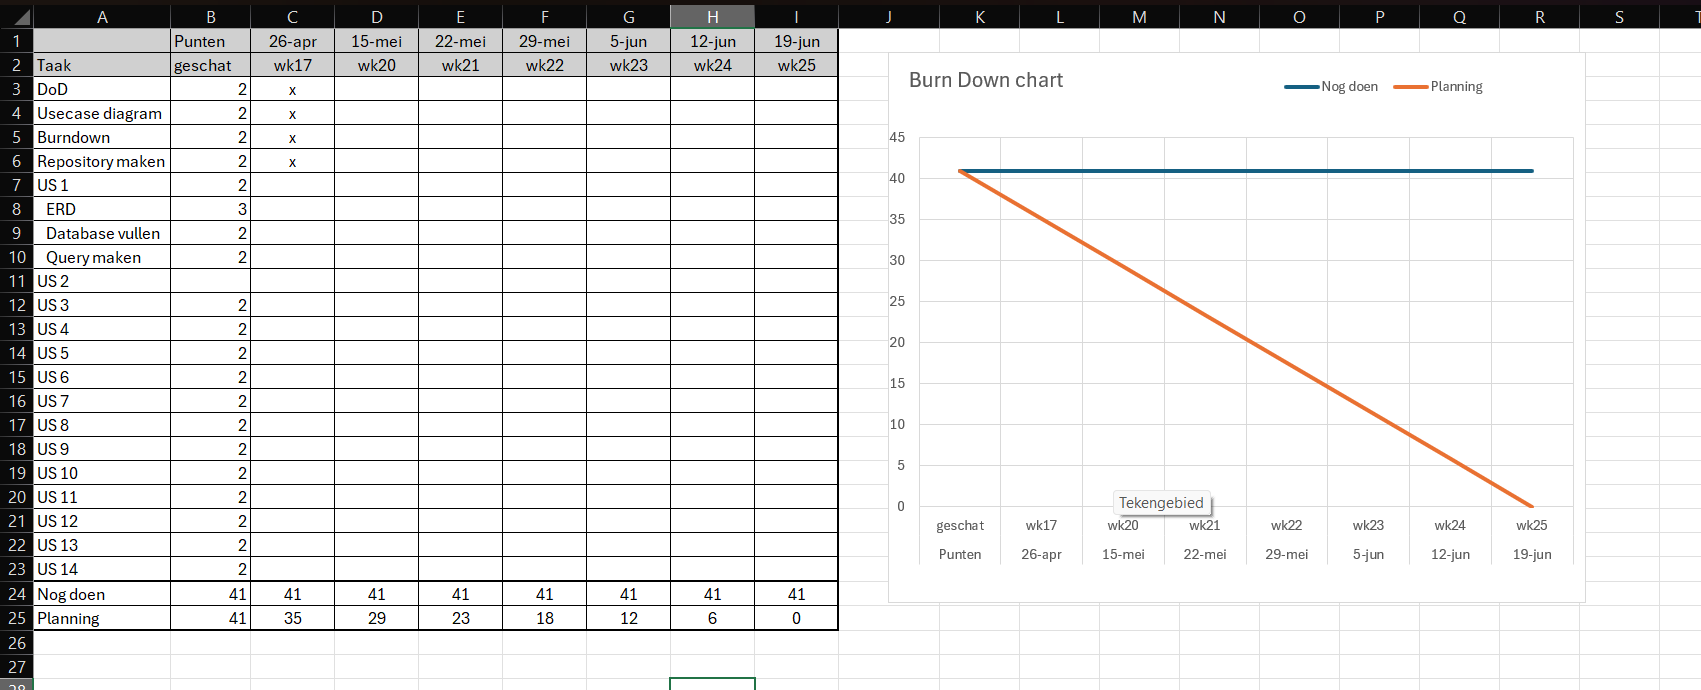 A B C D E F G H I J K L M N O P Q R S T
1 Punten 26-apr 15-mei 22-mei 29-mei 5-jun 12-jun 19-jun
2 Taak geschat wk17 wk20 wk21 wk22 wk23 wk24 wk25
3 DoD 2 x
4 Usecase diagram 2 x
5 Burndown 2 x
6 Repository maken 2 x
7 US 1 2
8 ERD 3
9 Database vullen 2
10 Query maken 2
11 US 2
12 US 3 2
13 US 4 2
14 US 5 2
15 US 6 2
16 US 7 2
17 US 8 2
18 US 9 2
19 US 10 2
20 US 11 2
21 US 12 2
22 US 13 2
23 US 14 2
24 Nog doen 41 41 41 41 41 41 41 41
25 Planning 41 35 29 23 18 12 6 0
26
27
28
Burn Down chart
Nog doen Planning
45
40
35
30
25
20
15
10
5
0
Tekengebied
geschat wk17 wk20 wk21 wk22 wk23 wk24 wk25
Punten 26-apr 15-mei 22-mei 29-mei 5-jun 12-jun 19-jun